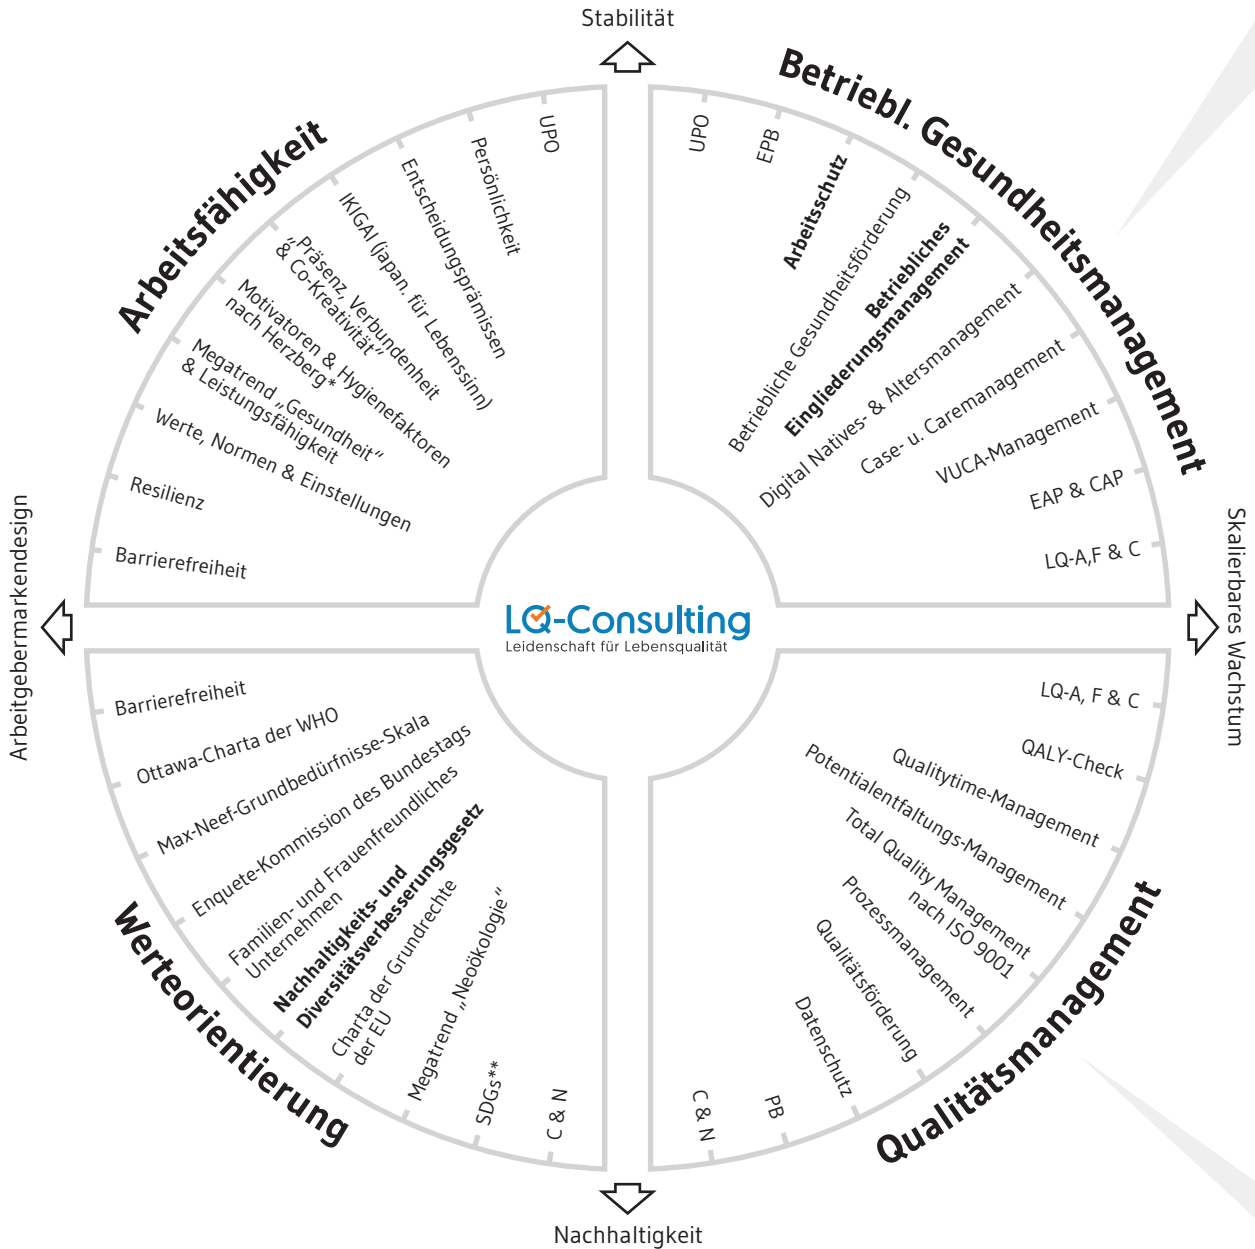 Stabilität
Arbeitsfähigkeit
UPO
Persönlichkeit
Entscheidungsprämissen
IKIGAI (japan. für Lebenssinn)
„Präsenz, Verbundenheit
& Co-Kreativität“
Motivatoren & Hygienefaktoren
nach Herzberg*
Megatrend „Gesundheit“
& Leistungsfähigkeit
Werte, Normen & Einstellungen
Resilienz
Barrierefreiheit
Betriebl. Gesundheitsmanagement
UPO
EPB
Arbeitsschutz
Betriebliche Gesundheitsförderung
Betriebliches
Eingliederungsmanagement
Digital Natives- & Altersmanagement
Case- u. Caremanagement
VUCA-Management
EAP & CAP
LQ-A,F & C
Arbeitgebermarkendesign
LQ-Consulting
Leidenschaft für Lebensqualität
Skalierbares Wachstum
Barrierefreiheit
Ottawa-Charta der WHO
Max-Neef-Grundbedürfnisse-Skala
Enquete-Kommission des Bundestags
Familien- und Frauenfreundliches
Unternehmen
Nachhaltigkeits- und
Diversitätsverbesserungsgesetz
Charta der Grundrechte
der EU
Megatrend „Neoökologie“
SDGs**
C & N
Werteorientierung
LQ-A, F & C
QALY-Check
Qualitytime-Management
Potentialentfaltungs-Management
Total Quality Management
nach ISO 9001
Prozessmanagement
Qualitätsförderung
Datenschutz
PB
C & N
Qualitätsmanagement
Nachhaltigkeit